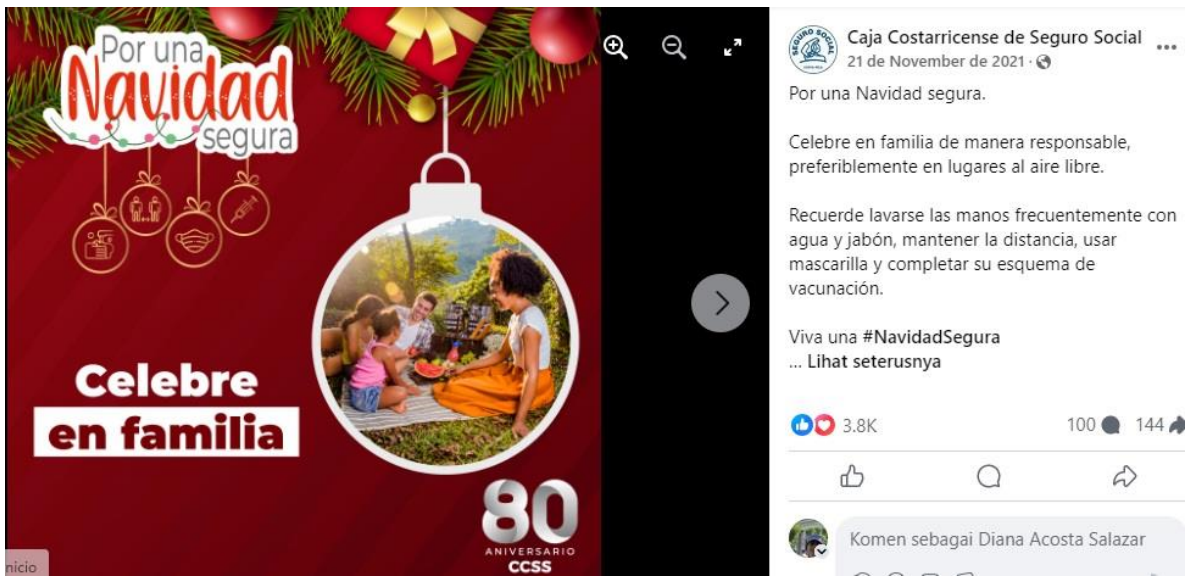 Por una
Navidad
segura
Celebre
en familia
80
ANIVERSARIO
CCSS
nicio
SEGURO SOCIAL
Caja Costarricense de Seguro Social
21 de November de 2021 ·
Por una Navidad segura.
Celebre en familia de manera responsable,
preferiblemente en lugares al aire libre.
Recuerde lavarse las manos frecuentemente con
agua y jabón, mantener la distancia, usar
mascarilla y completar su esquema de
vacunación.
Viva una #NavidadSegura
... Lihat seterusnya
3.8K 100 144
Komen sebagai Diana Acosta Salazar